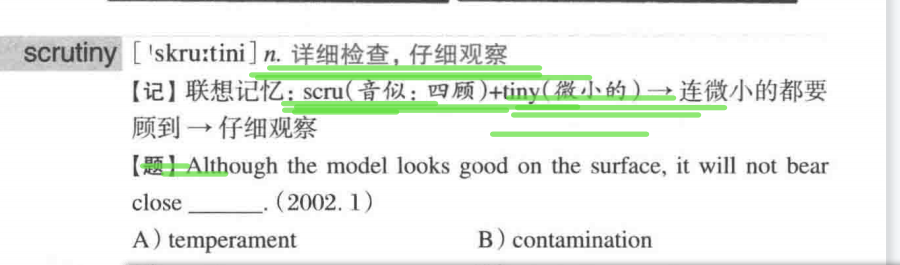 scrutiny [ˈskruːtini] n. 详细检查，仔细观察
【记】联想记忆：scru（音似：四顾）+tiny（微小的）→连微小的都要
顾到→仔细观察
【题】Although the model looks good on the surface, it will not bear
close ______. (2002. 1)
A）temperament B）contamination